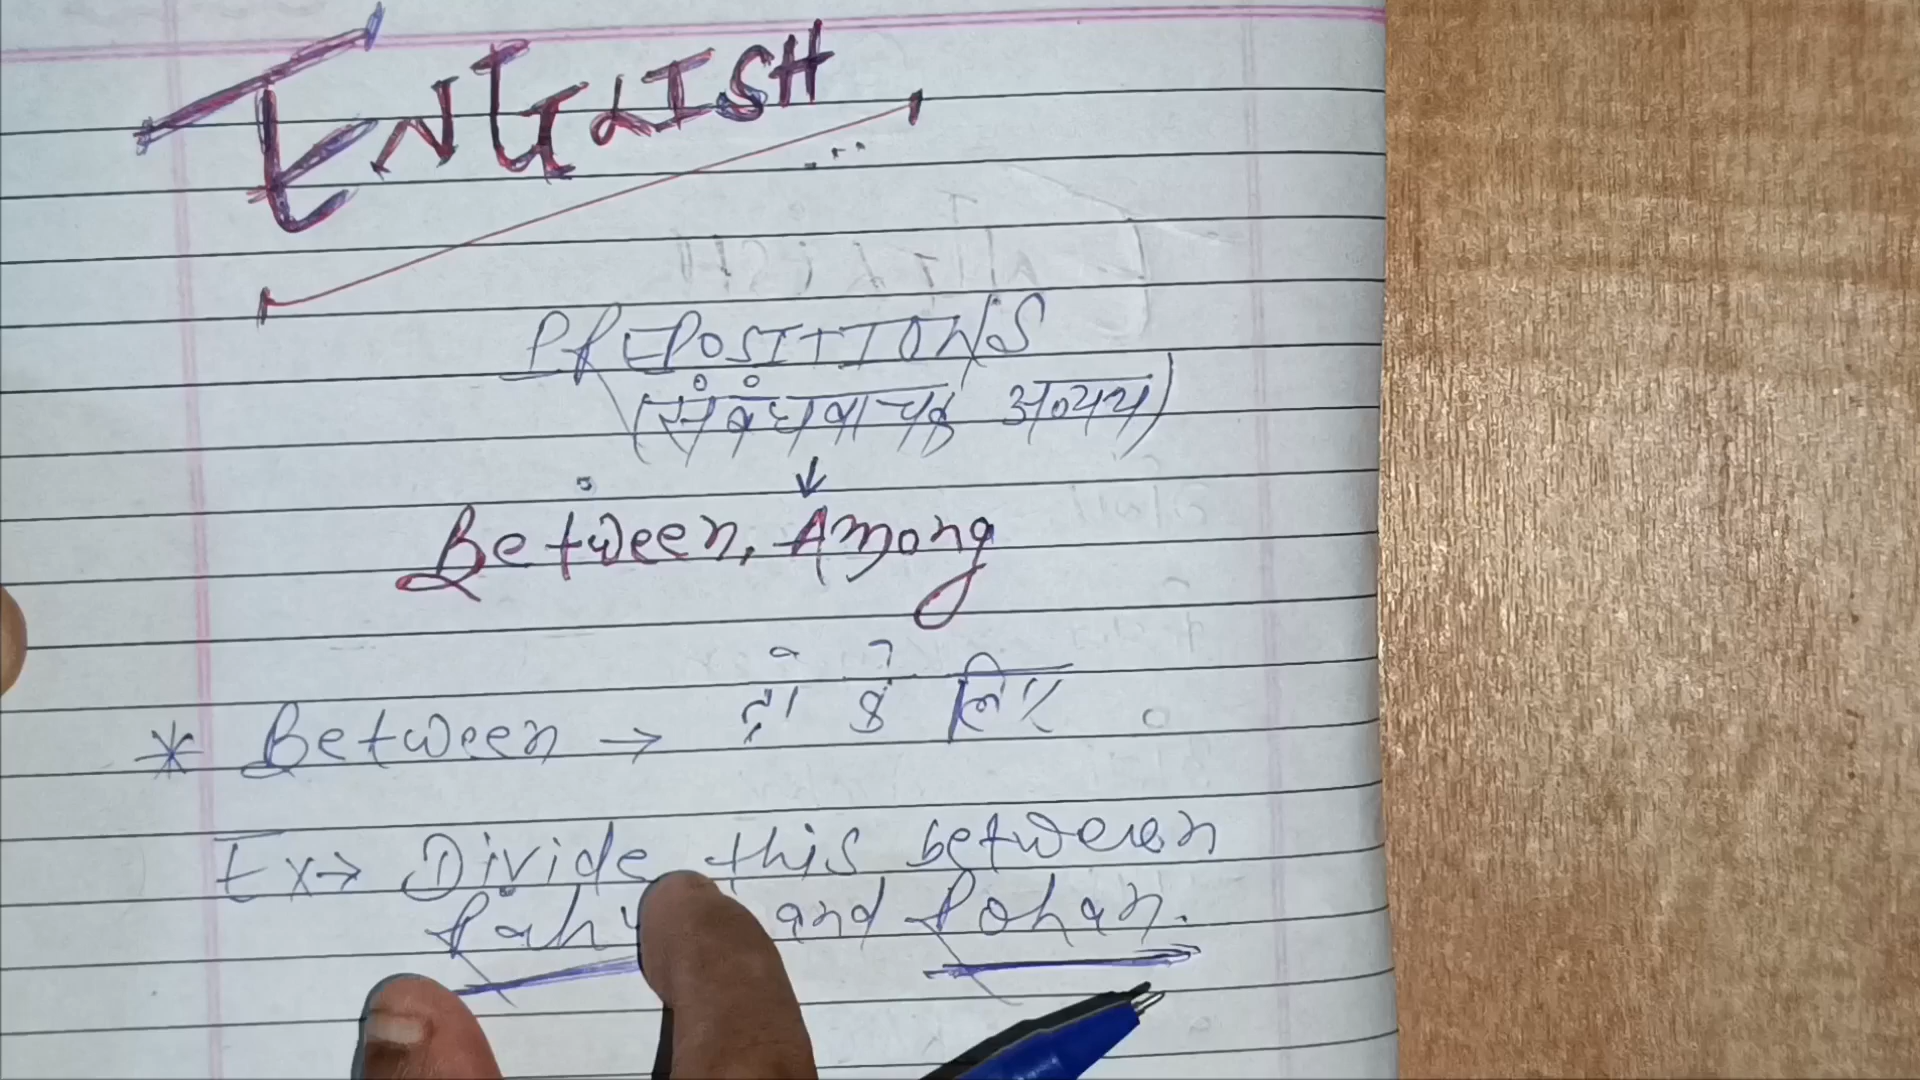 ENGLISH
PREPOSITIONS
(संबंधवाचक अव्यय)
Between, Among
* Between → दो के लिए
Ex→ Divide this between
and Rohan.